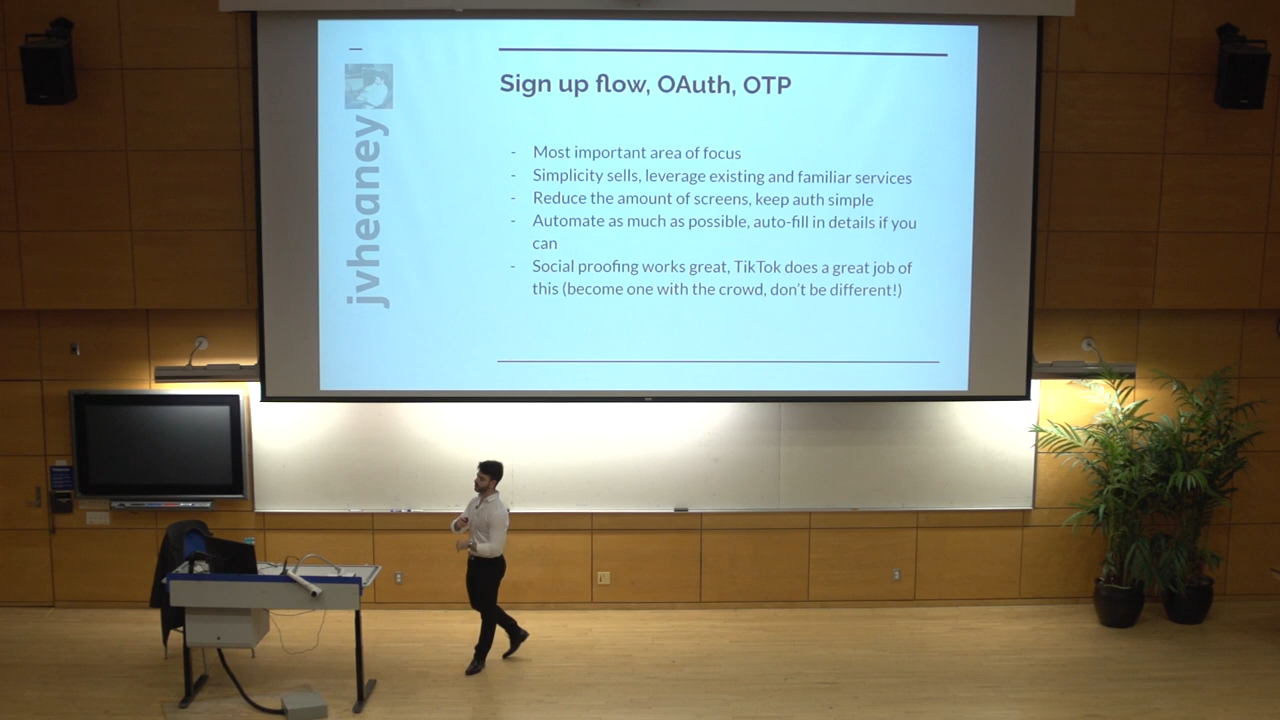 jvheaney
Sign up flow, OAuth, OTP
- Most important area of focus
- Simplicity sells, leverage existing and familiar services
- Reduce the amount of screens, keep auth simple
- Automate as much as possible, auto-fill in details if you
can
- Social proofing works great, TikTok does a great job of
this (become one with the crowd, don't be different!)